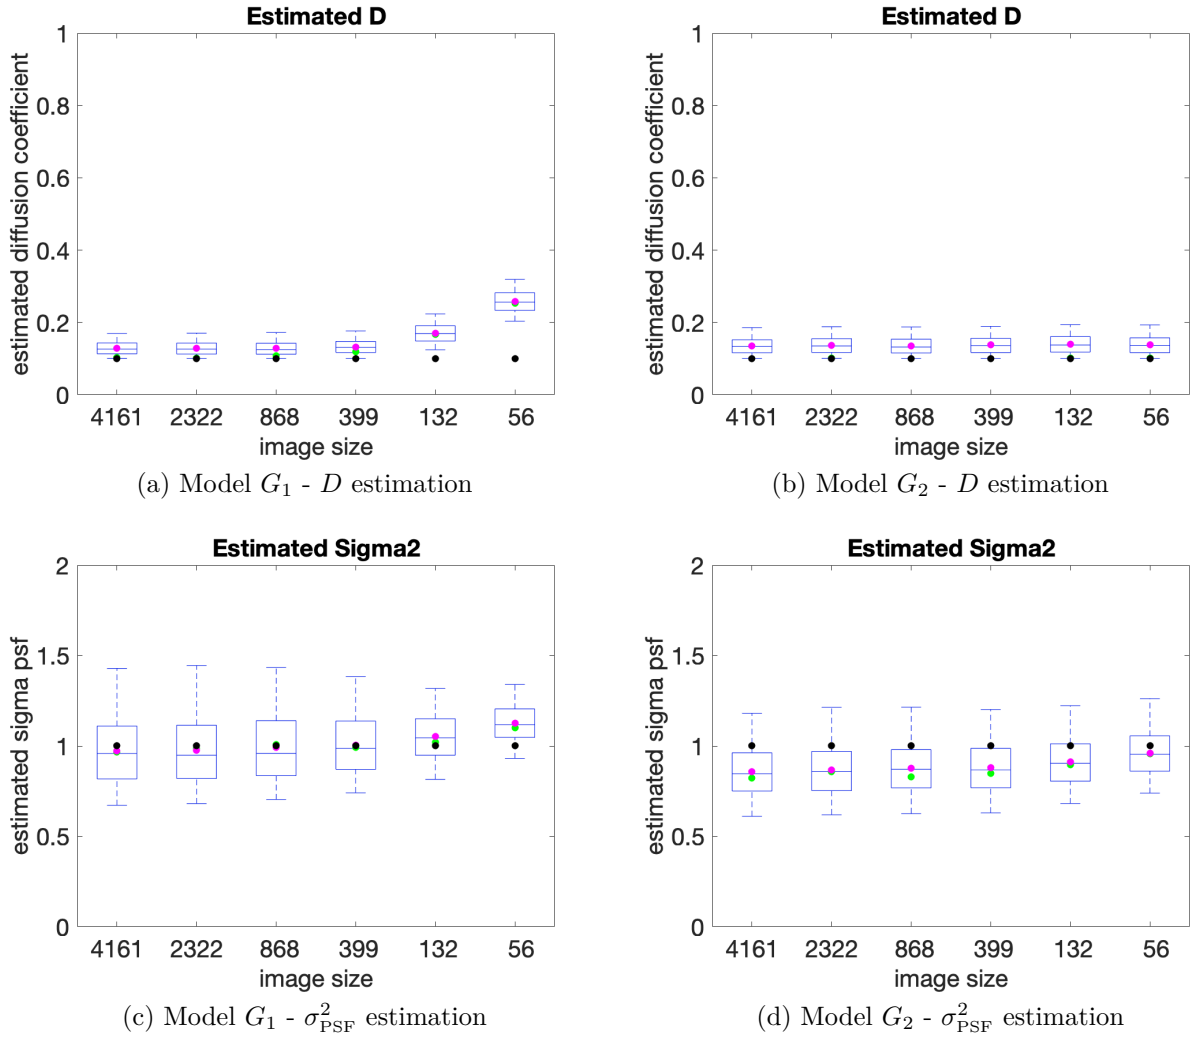 Estimated D
estimated diffusion coefficient
1
0.8
0.6
0.4
0.2
0
4161 2322 868 399 132 56
image size
(a) Model G₁ - D estimation
Estimated D
estimated diffusion coefficient
1
0.8
0.6
0.4
0.2
0
4161 2322 868 399 132 56
image size
(b) Model G₂ - D estimation
Estimated Sigma2
estimated sigma psf
2
1.5
1
0.5
0
4161 2322 868 399 132 56
image size
(c) Model G₁ - σ²_PSF estimation
Estimated Sigma2
estimated sigma psf
2
1.5
1
0.5
0
4161 2322 868 399 132 56
image size
(d) Model G₂ - σ²_PSF estimation